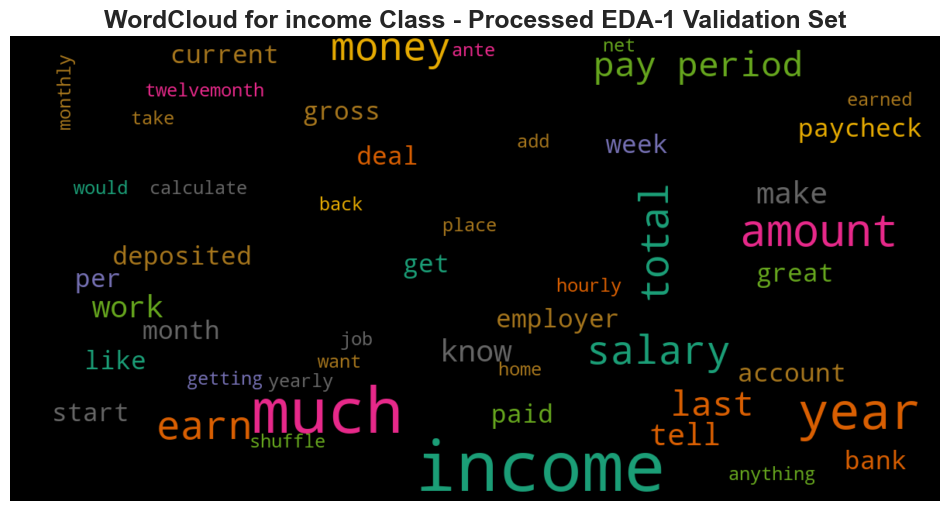 WordCloud for income Class - Processed EDA-1 Validation Set
money
ante
net
current
pay period
monthly
twelvemonth
earned
take
gross
paycheck
add
week
deal
would
calculate
make
back
total
place
amount
deposited
get
great
per
hourly
work
employer
month
job
know
salary
like
want
home
account
getting
yearly
start
much
paid
last
year
earn
shuffle
tell
income
bank
anything